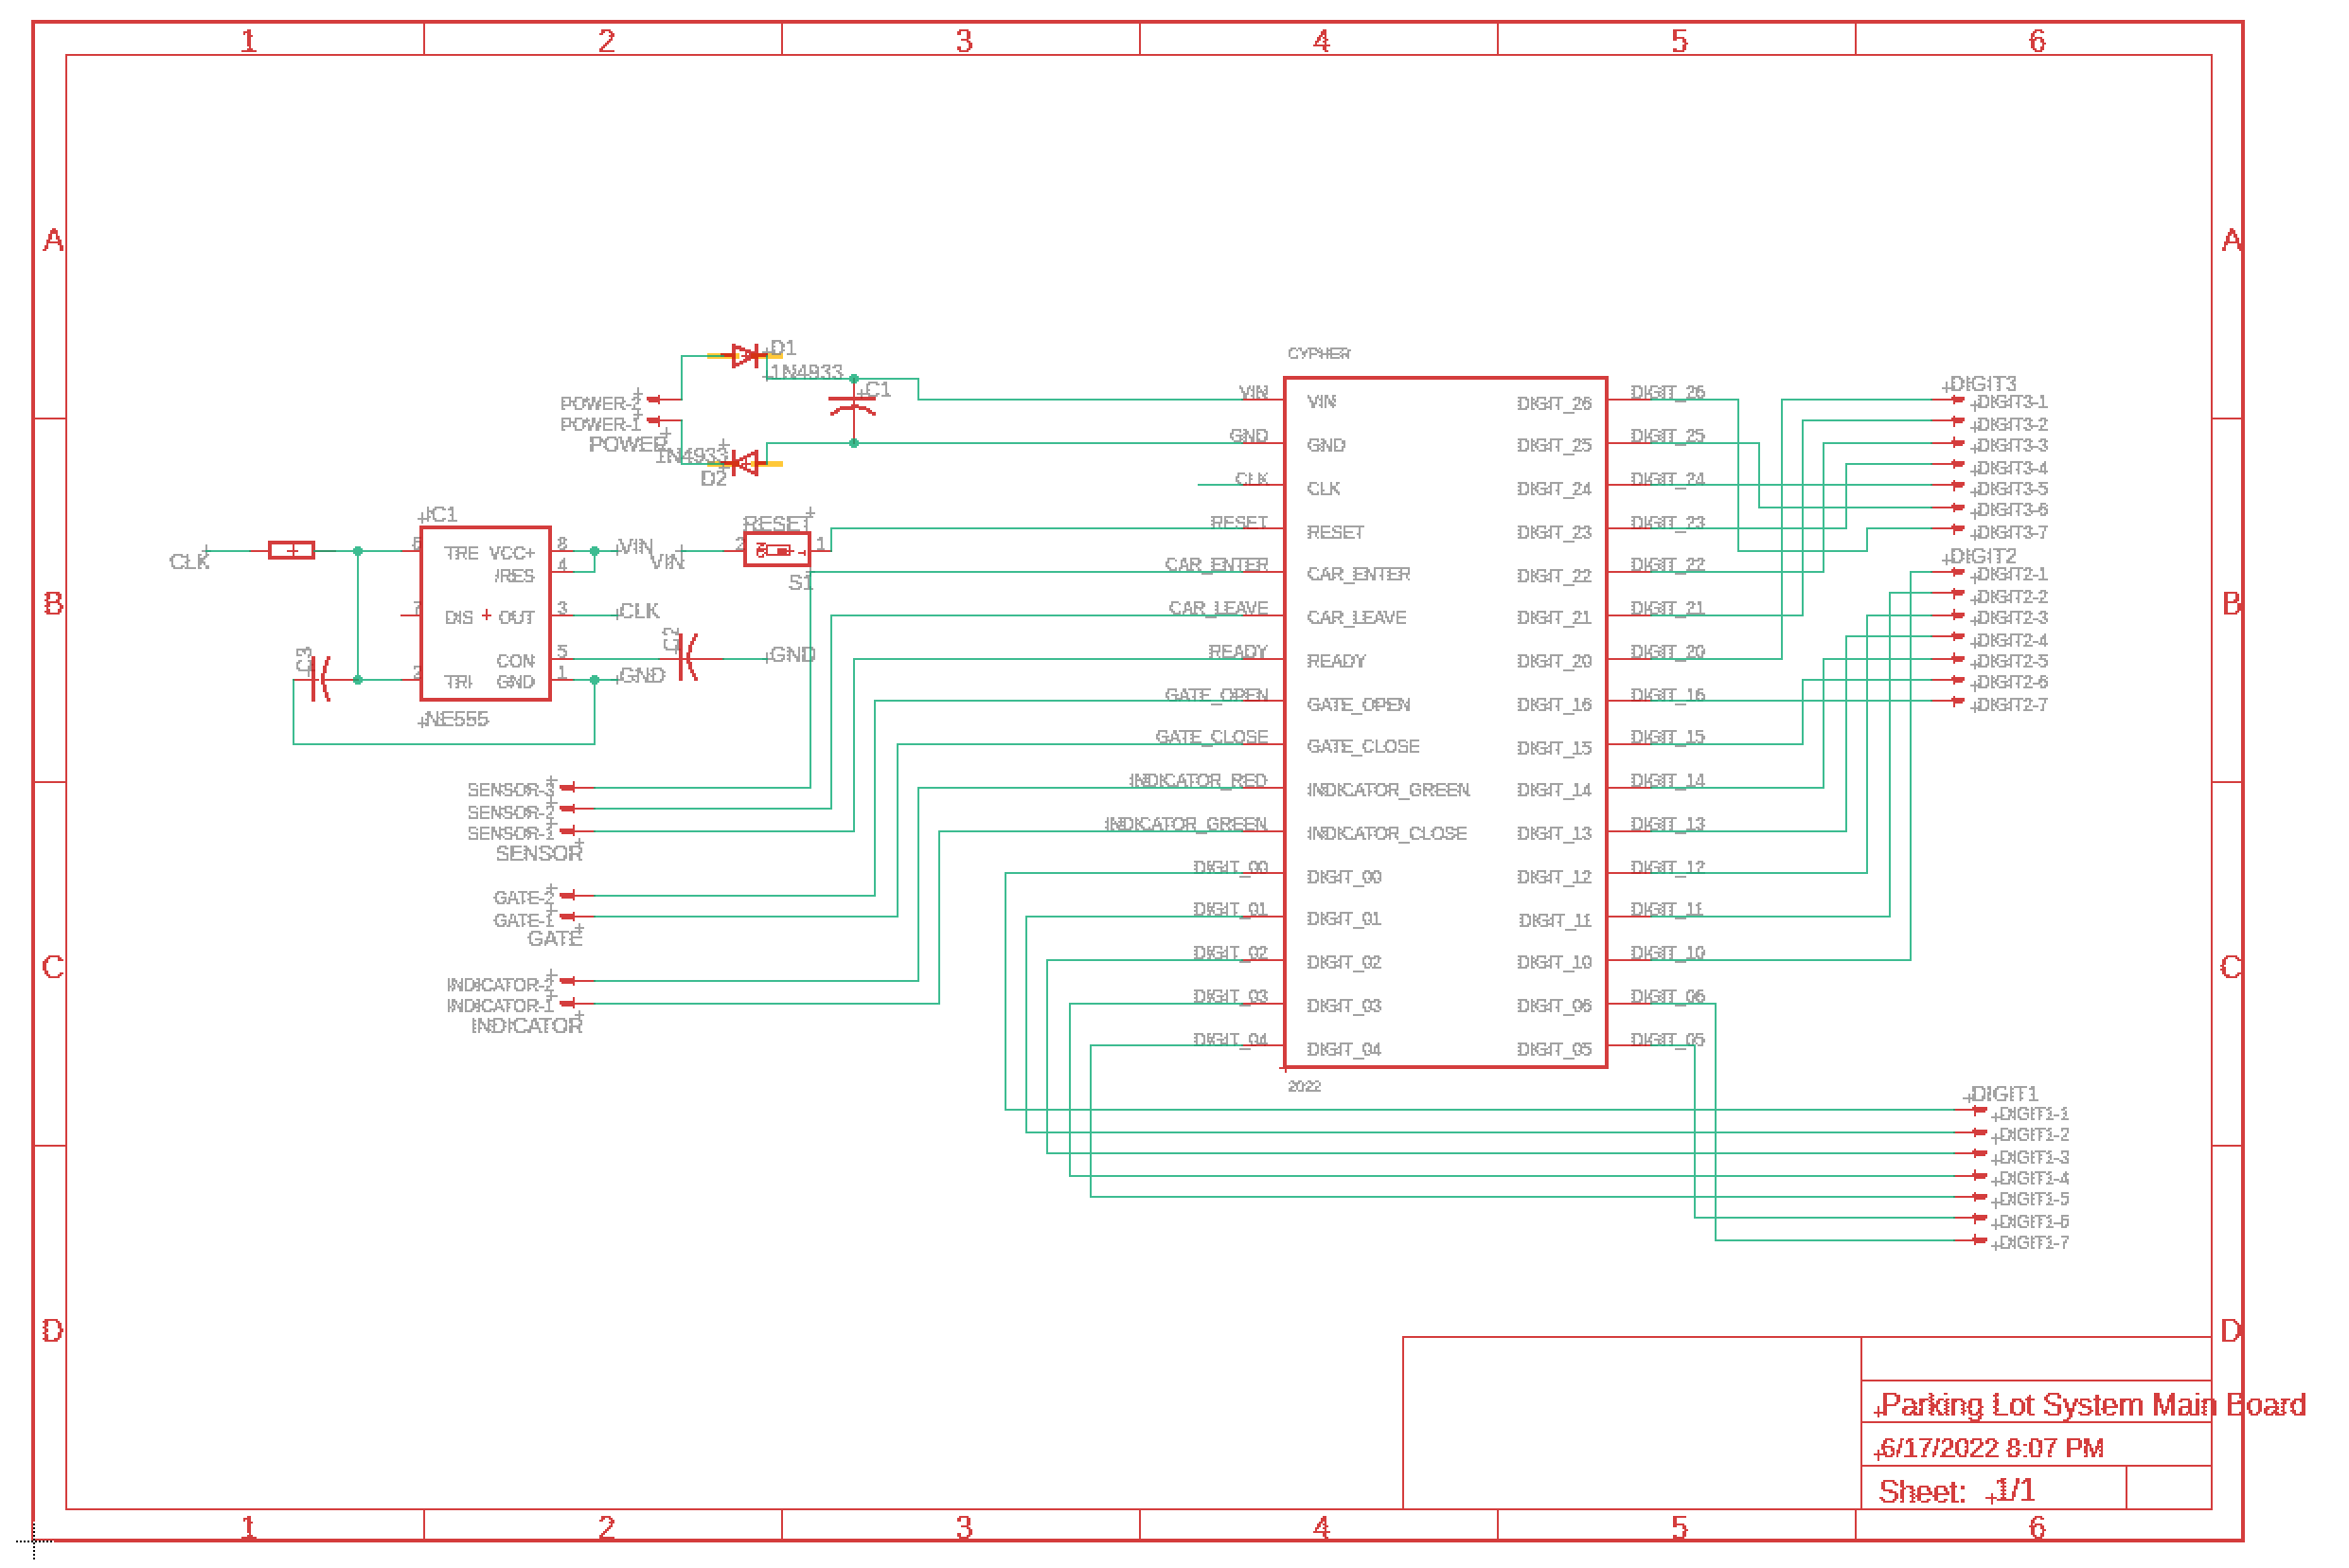 1 2 3 4 5 6
A A
D1
1N4933
C1
POWER-2
POWER-1
POWER
1N4933
D2
CYPHER
VIN VIN DIGIT_26 DIGIT_26
GND GND DIGIT_25 DIGIT_25
CLK CLK DIGIT_24 DIGIT_24
RESET RESET DIGIT_23 DIGIT_23
CAR_ENTER CAR_ENTER DIGIT_22 DIGIT_22
CAR_LEAVE CAR_LEAVE DIGIT_21 DIGIT_21
READY READY DIGIT_20 DIGIT_20
GATE_OPEN GATE_OPEN DIGIT_16 DIGIT_16
GATE_CLOSE GATE_CLOSE DIGIT_15 DIGIT_15
INDICATOR_RED INDICATOR_GREEN DIGIT_14 DIGIT_14
INDICATOR_GREEN INDICATOR_CLOSE DIGIT_13 DIGIT_13
DIGIT_00 DIGIT_00 DIGIT_12 DIGIT_12
DIGIT_01 DIGIT_01 DIGIT_11 DIGIT_11
DIGIT_02 DIGIT_02 DIGIT_10 DIGIT_10
DIGIT_03 DIGIT_03 DIGIT_06 DIGIT_06
DIGIT_04 DIGIT_04 DIGIT_05 DIGIT_05
2022
DIGIT3
DIGIT3-1
DIGIT3-2
DIGIT3-3
DIGIT3-4
DIGIT3-5
DIGIT3-6
DIGIT3-7
DIGIT2
DIGIT2-1
DIGIT2-2
DIGIT2-3
DIGIT2-4
DIGIT2-5
DIGIT2-6
DIGIT2-7
IC1
CLK
6 TRE VCC+ 8 VIN
/RES 4
7 DIS OUT 3 CLK
CON 5
2 TRI GND 1 GND
NE555
C3
C2
GND
VIN
RESET
2 1
S1
B B
SENSOR-3
SENSOR-2
SENSOR-1
SENSOR
GATE-2
GATE-1
GATE
C C
INDICATOR-2
INDICATOR-1
INDICATOR
DIGIT1
DIGIT1-1
DIGIT1-2
DIGIT1-3
DIGIT1-4
DIGIT1-5
DIGIT1-6
DIGIT1-7
D D
Parking Lot System Main Board
6/17/2022 8:07 PM
Sheet: 1/1
1 2 3 4 5 6